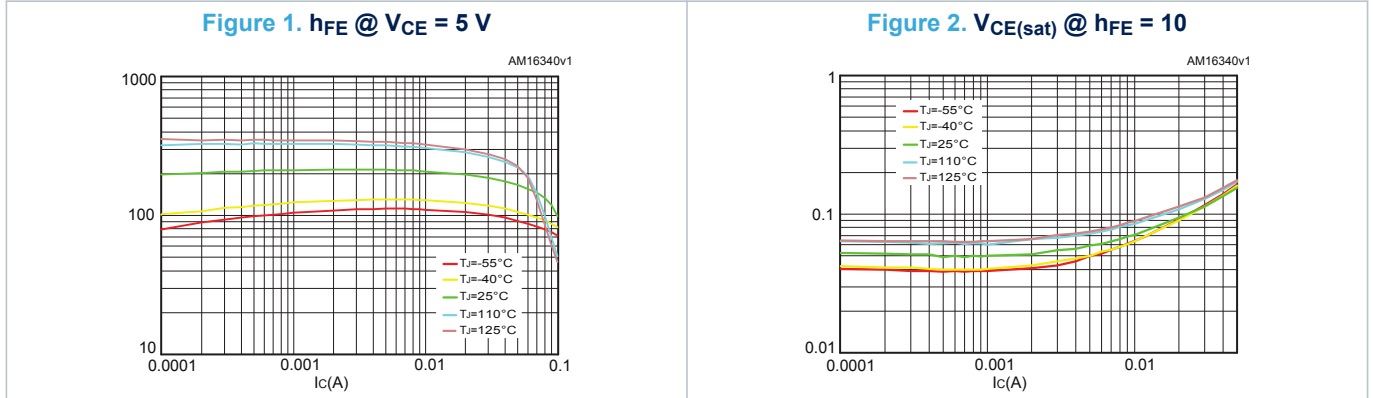 Figure 1. hFE @ VCE = 5 V
AM16340v1
1000
100
10
TJ=-55°C
TJ=-40°C
TJ=25°C
TJ=110°C
TJ=125°C
0.0001
0.001
0.01
0.1
IC(A)
Figure 2. VCE(sat) @ hFE = 10
AM16340v1
1
TJ=-55°C
TJ=-40°C
TJ=25°C
TJ=110°C
TJ=125°C
0.1
0.01
0.0001
0.001
0.01
IC(A)